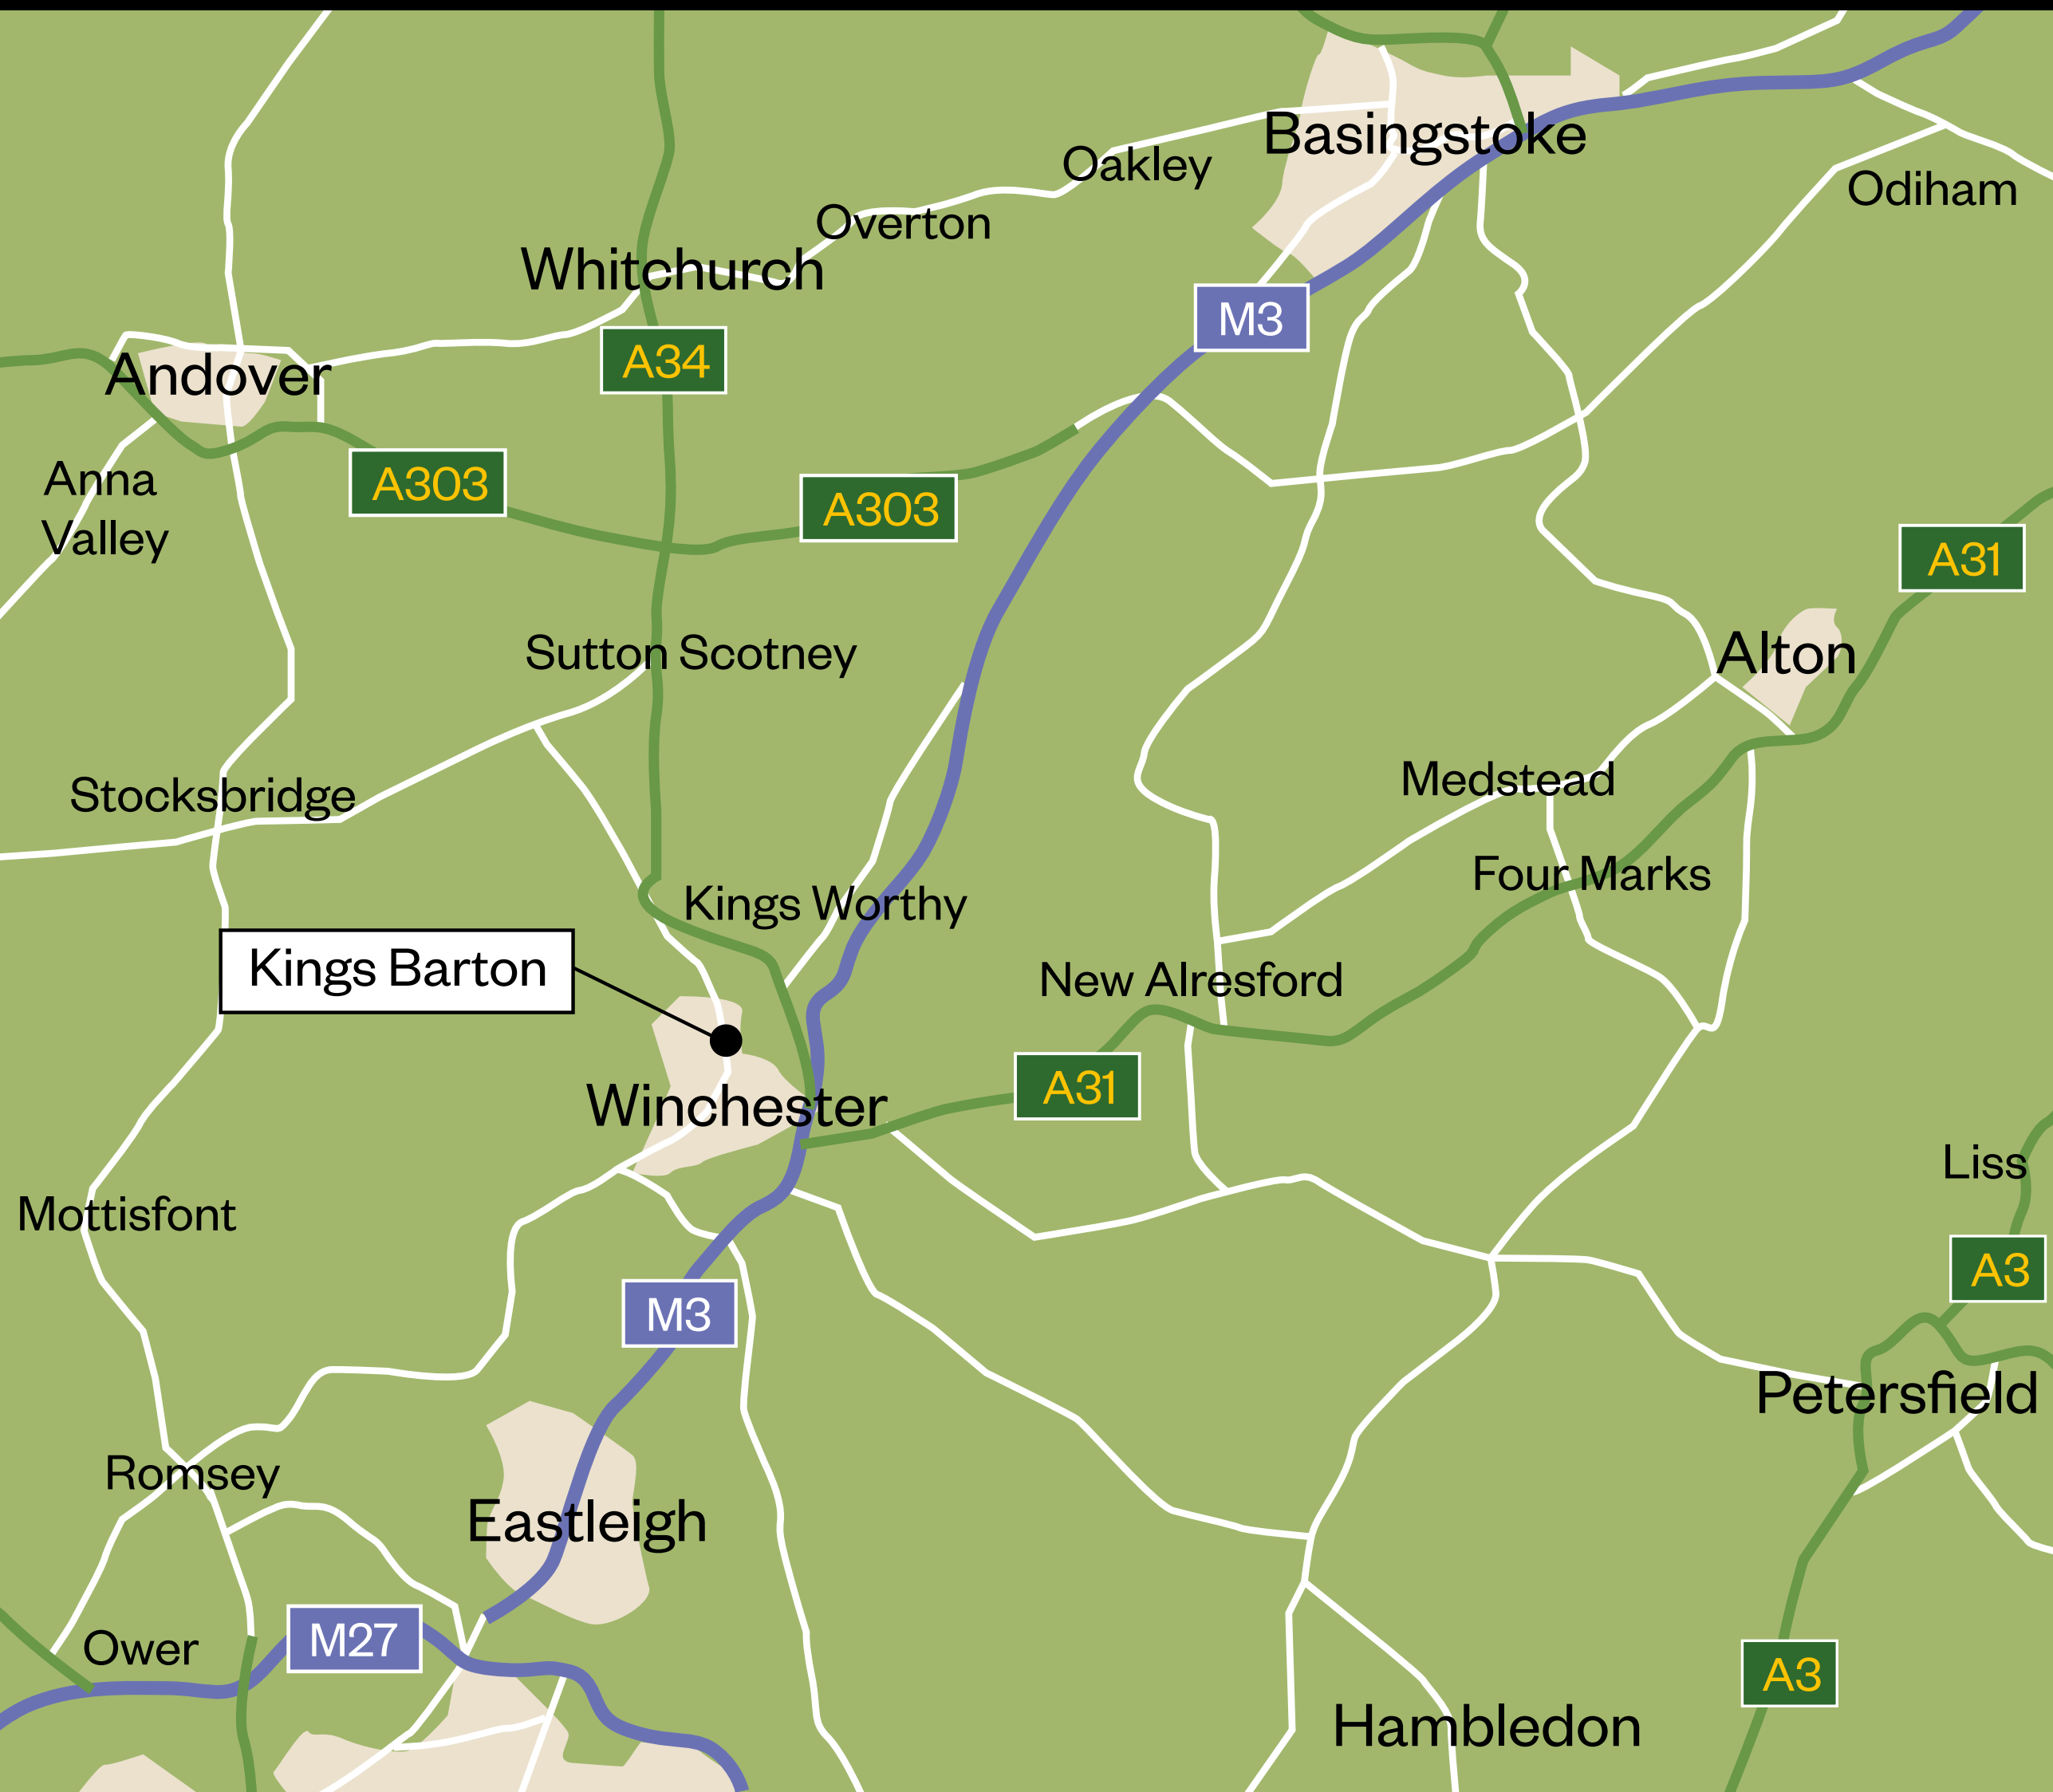 Basingstoke
Oakley
Odiham
Overton
Whitchurch
M3
A34
Andover
Anna
Valley
A303
A303
A31
Sutton Scotney
Alton
Stocksbridge
Medstead
Four Marks
Kings Worthy
Kings Barton
New Alresford
A31
Winchester
Liss
Mottisfont
A3
M3
Petersfield
Romsey
Eastleigh
Ower
M27
A3
Hambledon